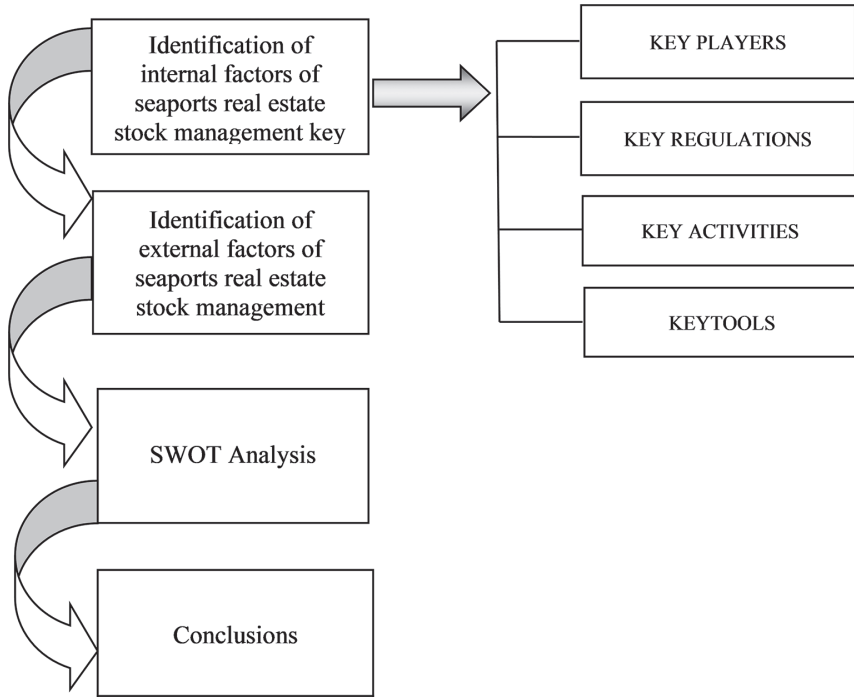 Identification of
internal factors of
seaports real estate
stock management key
KEY PLAYERS
KEY REGULATIONS
KEY ACTIVITIES
KEYTOOLS
Identification of
external factors of
seaports real estate
stock management
SWOT Analysis
Conclusions